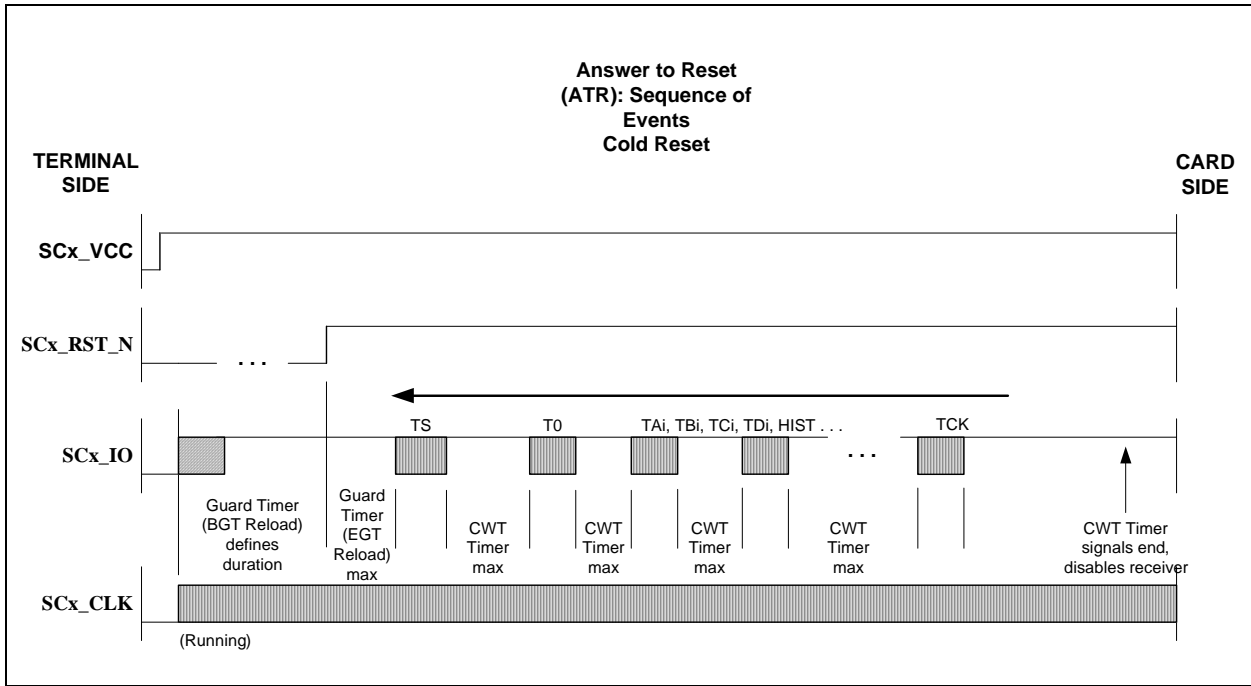 Answer to Reset
(ATR): Sequence of
Events
Cold Reset
TERMINAL
SIDE
CARD
SIDE
SCx_VCC
SCx_RST_N
. . .
TS
T0
TAi, TBi, TCi, TDi, HIST . . .
TCK
SCx_IO
. . .
Guard Timer
(BGT Reload)
defines
duration
Guard
Timer
(EGT
Reload)
max
CWT
Timer
max
CWT
Timer
max
CWT
Timer
max
CWT
Timer
max
CWT Timer
signals end,
disables receiver
SCx_CLK
(Running)